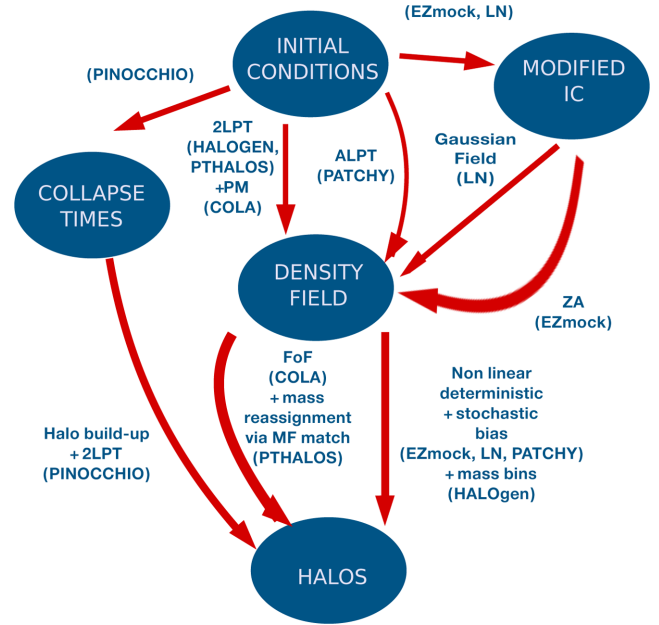 (EZmock, LN)
INITIAL
CONDITIONS
MODIFIED
IC
(PINOCCHIO)
2LPT
(HALOGEN,
PTHALOS)
+PM
(COLA)
ALPT
(PATCHY)
Gaussian
Field
(LN)
COLLAPSE
TIMES
DENSITY
FIELD
ZA
(EZmock)
FoF
(COLA)
+ mass
reassignment
via MF match
(PTHALOS)
Non linear
deterministic
+ stochastic
bias
(EZmock, LN, PATCHY)
+ mass bins
(HALOgen)
Halo build-up
+ 2LPT
(PINOCCHIO)
HALOS